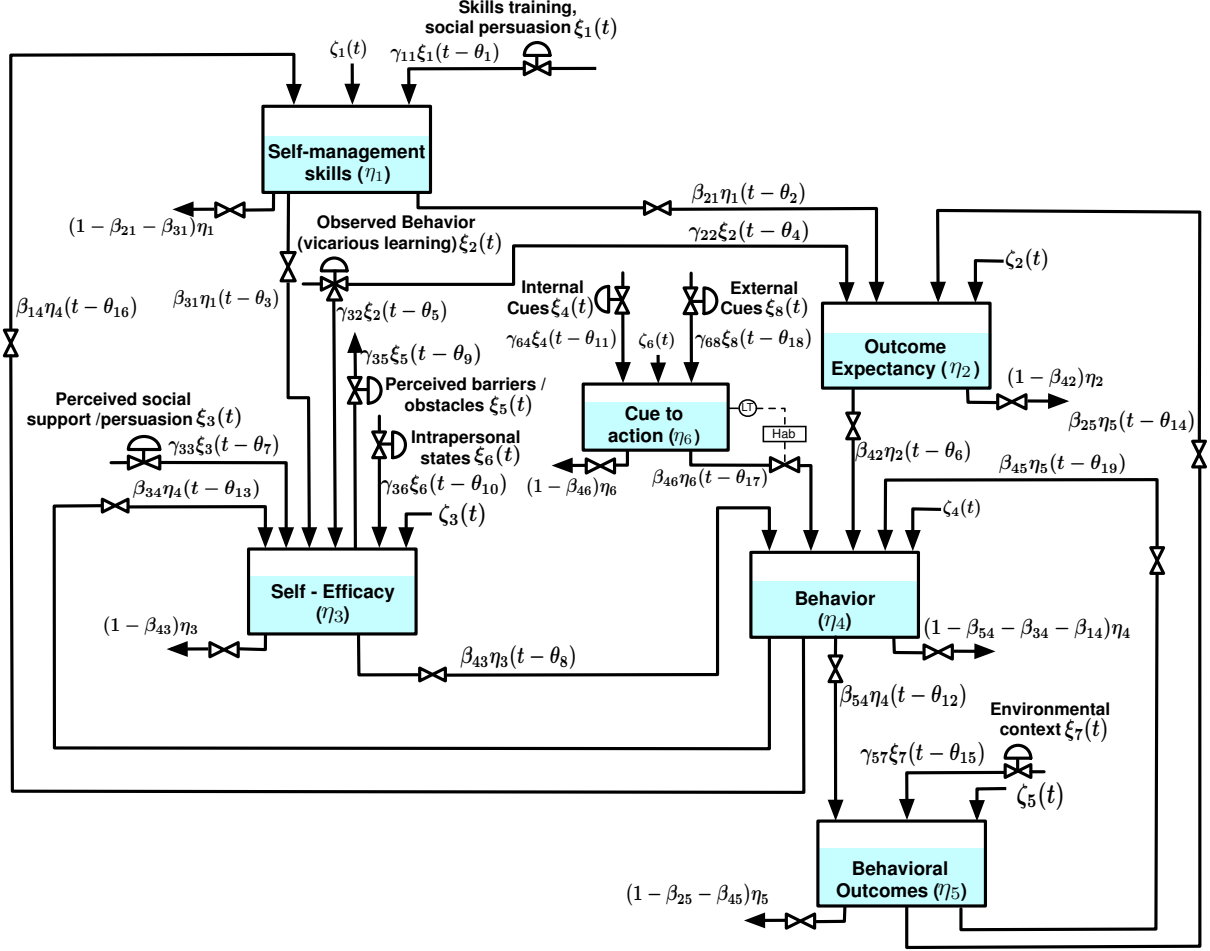 Skills training,
social persuasion ξ₁(t)
ζ₁(t)
γ₁₁ξ₁(t − θ₁)
Self-management
skills (η₁)
(1 - β₂₁ − β₃₁)η₁
β₂₁η₁(t − θ₂)
Observed Behavior
(vicarious learning) ξ₂(t)
γ₂₂ξ₂(t − θ₄)
ζ₂(t)
β₁₄η₄(t − θ₁₆)
β₃₁η₁(t − θ₃)
γ₃₂ξ₂(t − θ₅)
Internal
Cues ξ₄(t)
External
Cues ξ₈(t)
γ₆₄ξ₄(t − θ₁₁)
ζ₆(t)
γ₆₈ξ₈(t − θ₁₈)
γ₃₅ξ₅(t − θ₉)
Outcome
Expectancy (η₂)
(1 − β₄₂)η₂
β₂₅η₅(t − θ₁₄)
Perceived barriers /
obstacles ξ₅(t)
Cue to
action (η₆)
LT
Hab
Perceived social
support /persuasion ξ₃(t)
γ₃₃ξ₃(t − θ₇)
Intrapersonal
states ξ₆(t)
β₄₂η₂(t − θ₆)
β₄₅η₅(t − θ₁₉)
(1 − β₄₆)η₆
β₄₆η₆(t − θ₁₇)
β₃₄η₄(t − θ₁₃)
γ₃₆ξ₆(t − θ₁₀)
ζ₃(t)
ζ₄(t)
Self - Efficacy
(η₃)
Behavior
(η₄)
(1 − β₄₃)η₃
β₄₃η₃(t − θ₈)
(1 − β₅₄ − β₃₄ − β₁₄)η₄
β₅₄η₄(t − θ₁₂)
Environmental
context ξ₇(t)
γ₅₇ξ₇(t − θ₁₅)
ζ₅(t)
Behavioral
Outcomes (η₅)
(1 − β₂₅ − β₄₅)η₅